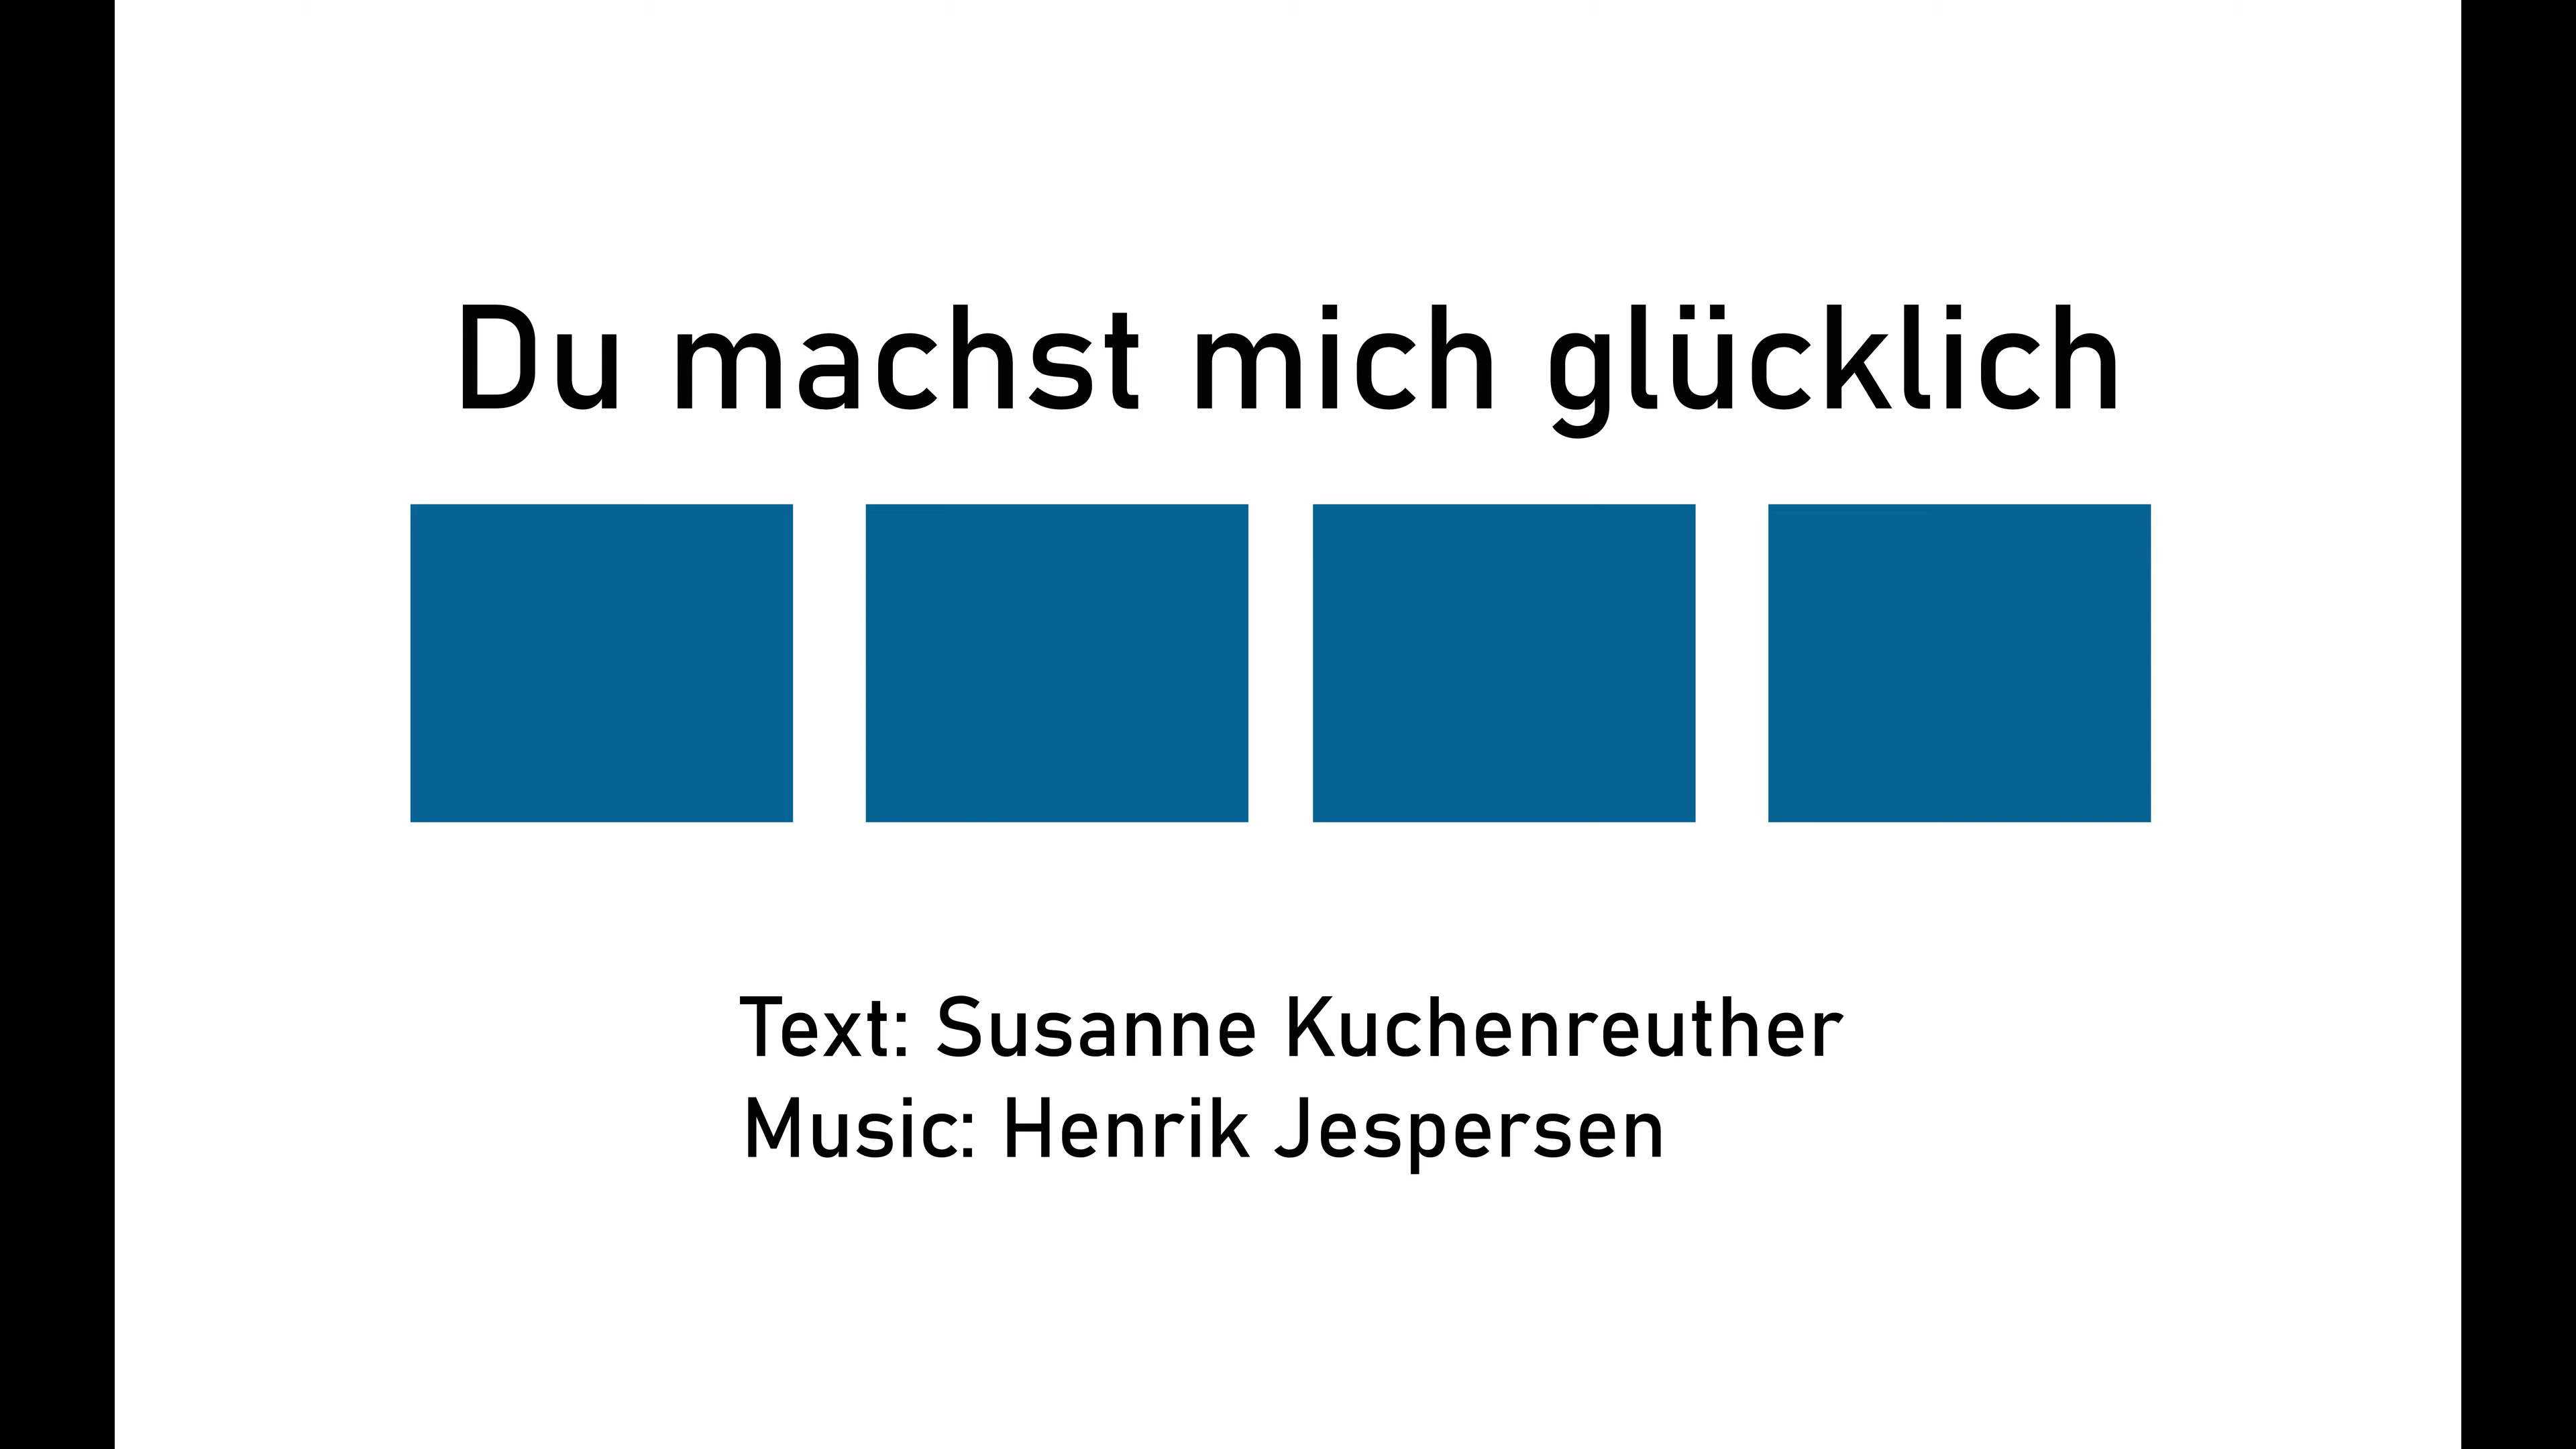 Du machst mich glücklich
Text: Susanne Kuchenreuther
Music: Henrik Jespersen